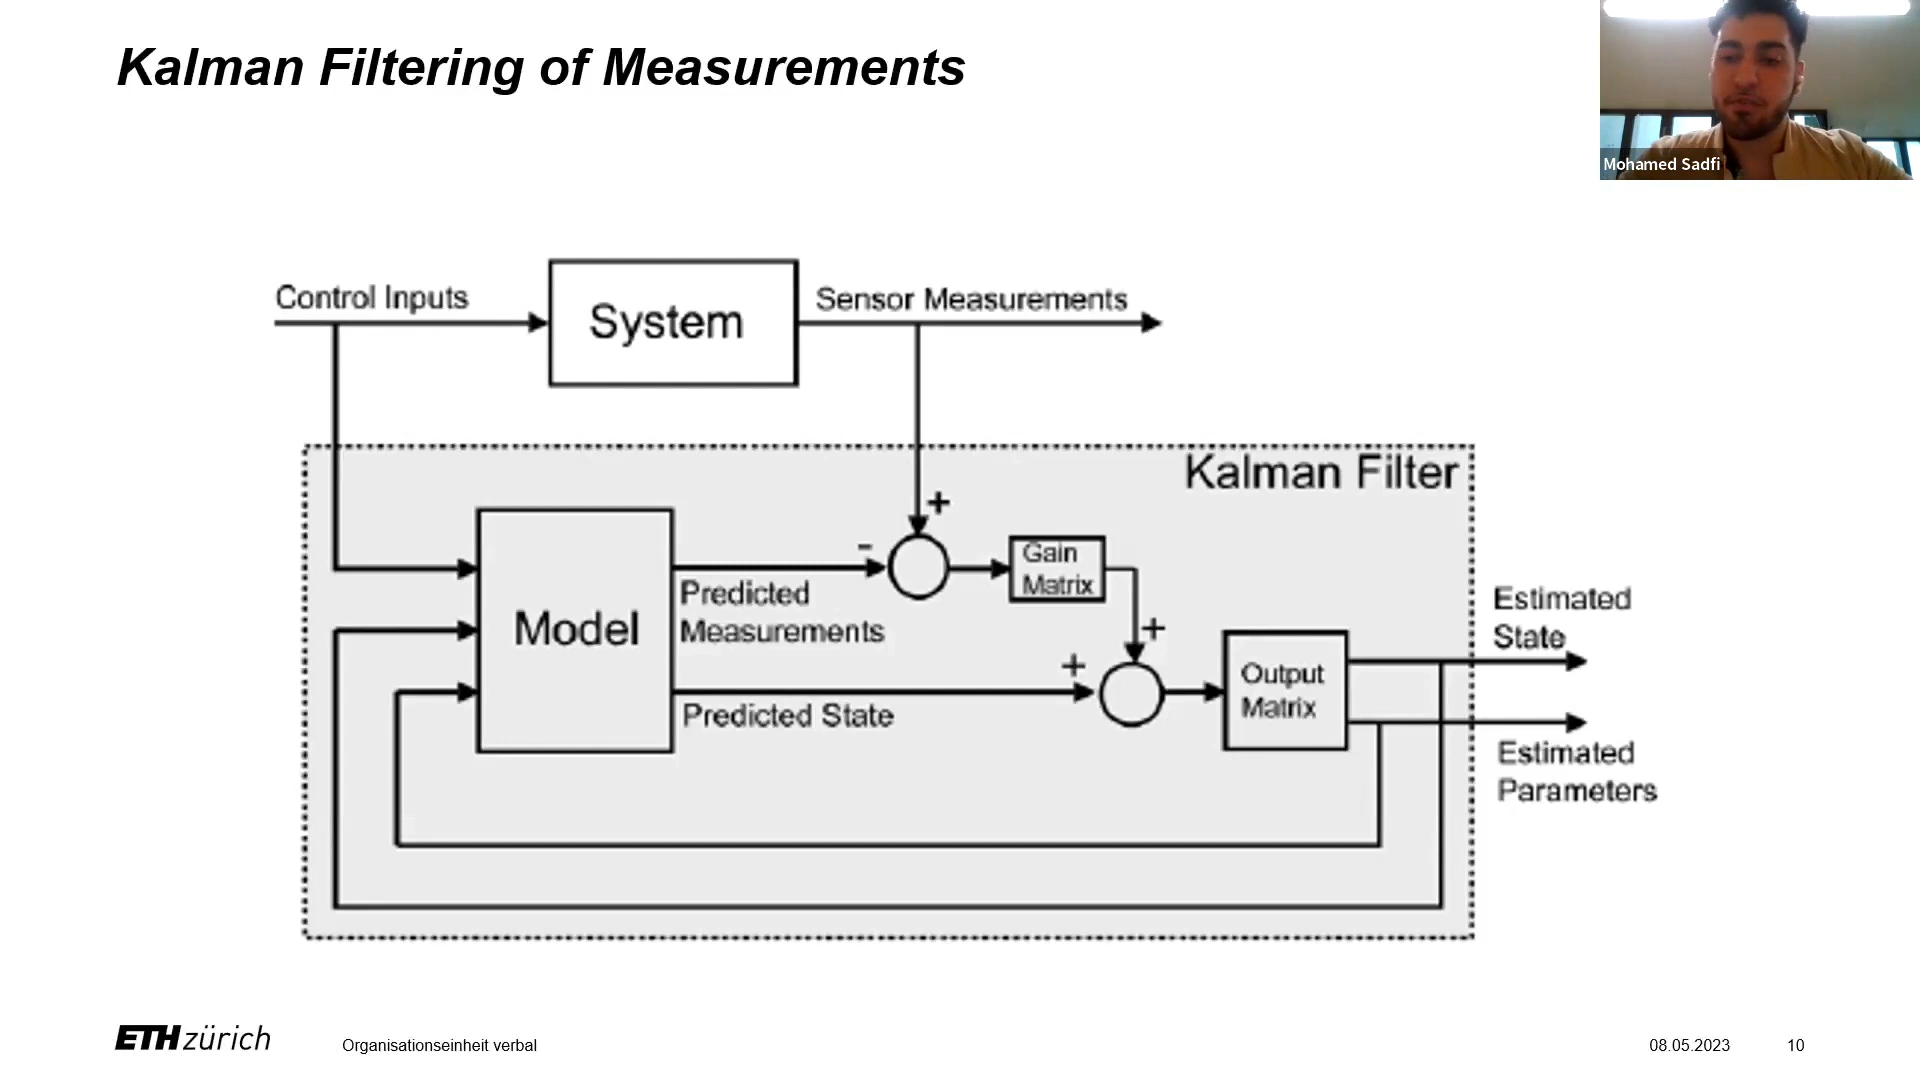 Kalman Filtering of Measurements
Mohamed Sadfi
Control Inputs
System
Sensor Measurements
Kalman Filter
+
-
Gain
Matrix
Model
Predicted
Measurements
+
+
Predicted State
Output
Matrix
Estimated
State
Estimated
Parameters
ETH zürich
Organisationseinheit verbal
08.05.2023
10